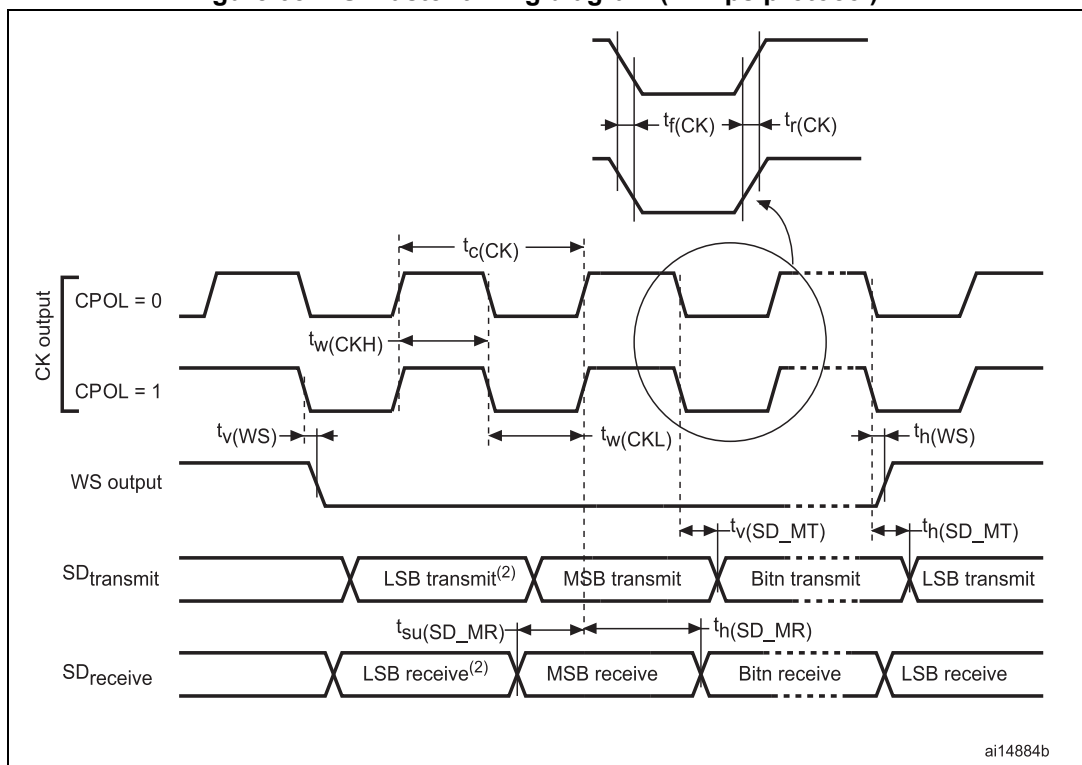 tf(CK)
tr(CK)
tc(CK)
CK output
CPOL = 0
tw(CKH)
CPOL = 1
tv(WS)
tw(CKL)
th(WS)
WS output
tv(SD_MT)
th(SD_MT)
SDtransmit
LSB transmit(2)
MSB transmit
Bitn transmit
LSB transmit
tsu(SD_MR)
th(SD_MR)
SDreceive
LSB receive(2)
MSB receive
Bitn receive
LSB receive
ai14884b